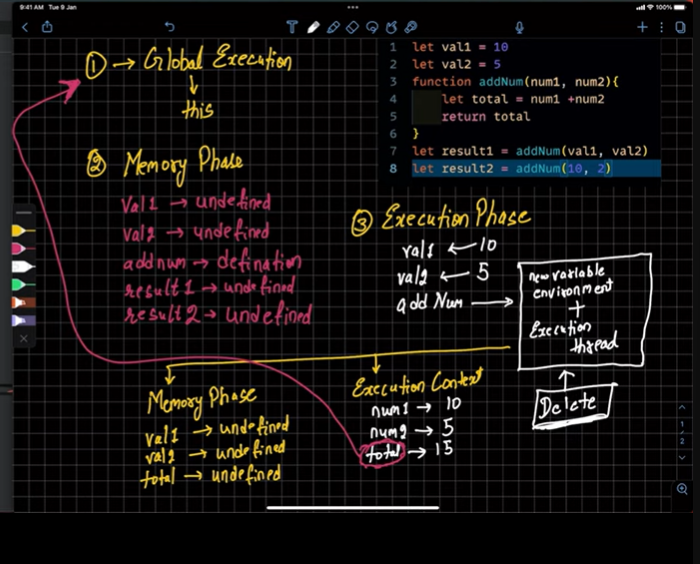 9:41 AM Tue 9 Jan
100%
① → Global Execution
↓
this
1 let val1 = 10
2 let val2 = 5
3 function addNum(num1, num2){
4 let total = num1 +num2
5 return total
6 }
7 let result1 = addNum(val1, val2)
8 let result2 = addNum(10, 2)
② Memory Phase
Val1 → undefined
Val2 → undefined
addnum → defination
result1 → undefined
result2 → undefined
③ Execution Phase
val1 ← 10
val2 ← 5
add Num →
new variable
environment
+
Execution
thread
↑
Delete
Memory Phase
val1 → undefined
val2 → undefined
total → undefined
Execution Context
num1 → 10
num2 → 5
total → 15
1
2